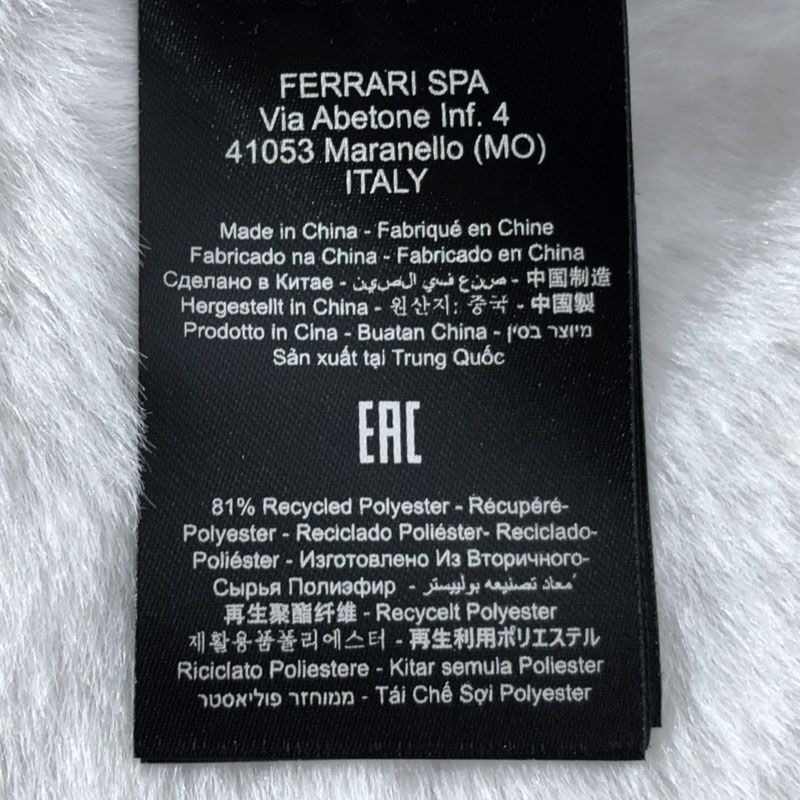 FERRARI SPA
Via Abetone Inf. 4
41053 Maranello (MO)
ITALY
Made in China - Fabriqué en Chine
Fabricado na China - Fabricado en China
Сделано в Китае - صنع في الصين - 中国制造
Hergestellt in China - 원산지: 중국 - 中国製
Prodotto in Cina - Buatan China - מיוצר בסין
Sản xuất tại Trung Quốc
EAC
81% Recycled Polyester - Récupéré-
Polyester - Reciclado Poliéster- Reciclado-
Poliéster - Изготовлено Из Вторичного-
Сырья Полиэфир - معاد تصنيعه بوليستر
再生聚酯纤维 - Recycelt Polyester
재활용품폴리에스터 - 再生利用ポリエステル
Riciclato Poliestere - Kitar semula Poliester
ממוחזר פוליאסטר - Tái Chế Sợi Polyester